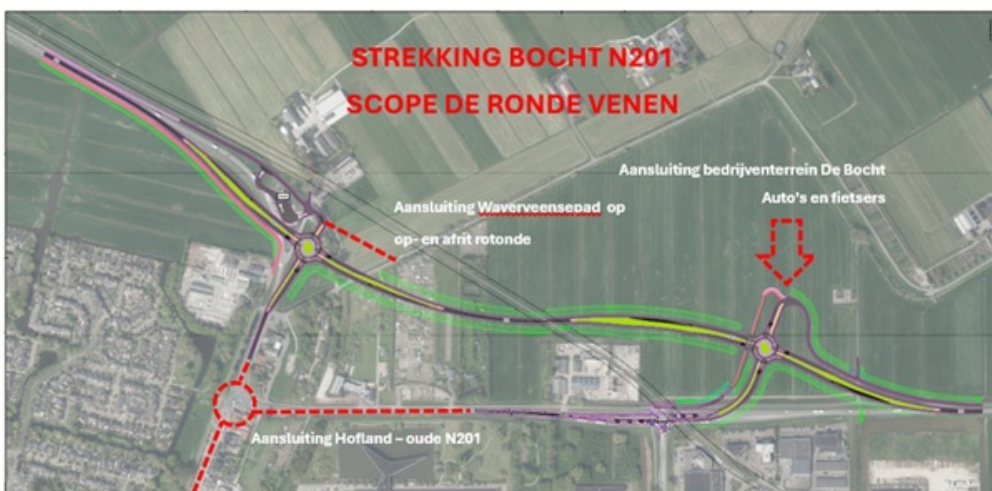 STREKKING BOCHT N201
SCOPE DE RONDE VENEN
Aansluiting bedrijventerrein De Bocht
Auto's en fietsers
Aansluiting Waverveensepad op
op- en afrit rotonde
Aansluiting Hofland – oude N201